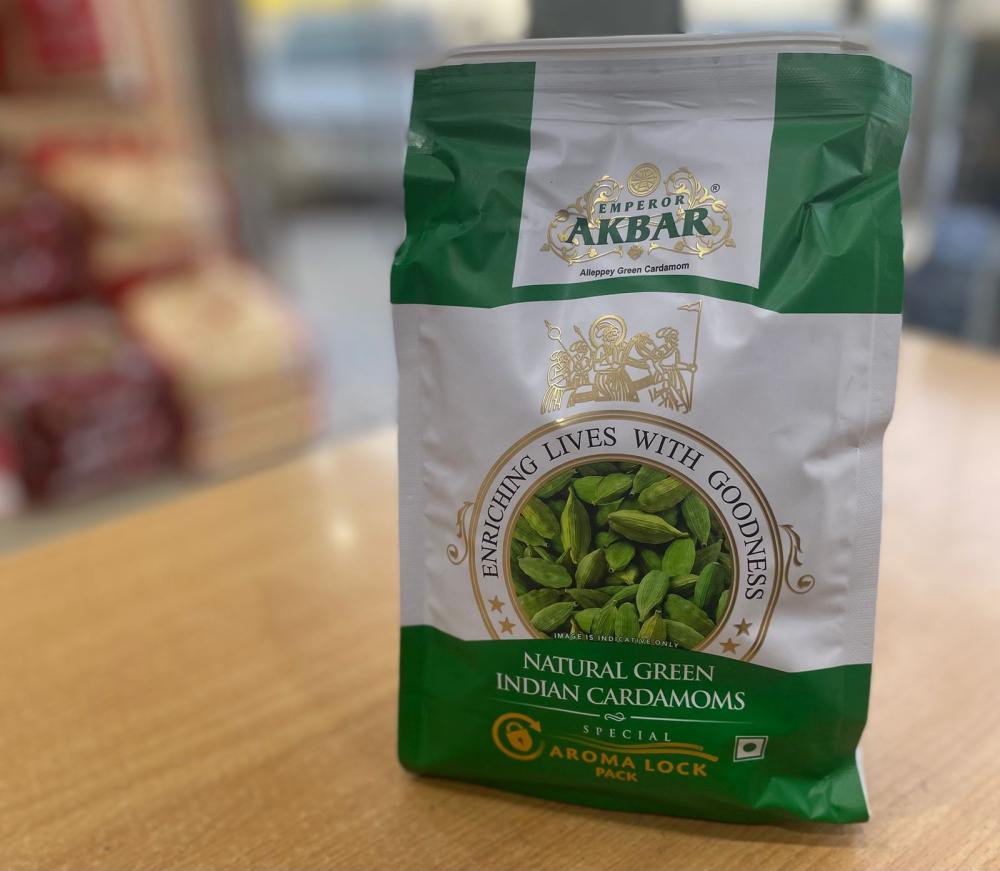 EMPEROR
AKBAR®
Alleppey Green Cardamom
ENRICHING LIVES WITH GOODNESS
IMAGE IS INDICATIVE ONLY
NATURAL GREEN
INDIAN CARDAMOMS
SPECIAL
AROMA LOCK
PACK